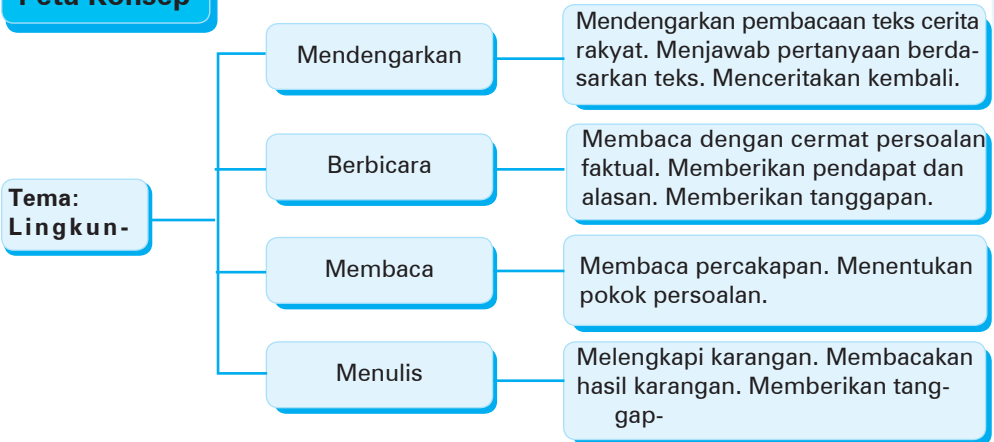 Peta Konsep
Mendengarkan
Mendengarkan pembacaan teks cerita
rakyat. Menjawab pertanyaan berda-
sarkan teks. Menceritakan kembali.
Berbicara
Membaca dengan cermat persoalan
faktual. Memberikan pendapat dan
alasan. Memberikan tanggapan.
Tema:
Lingkun-
Membaca
Membaca percakapan. Menentukan
pokok persoalan.
Menulis
Melengkapi karangan. Membacakan
hasil karangan. Memberikan tang-
gap-